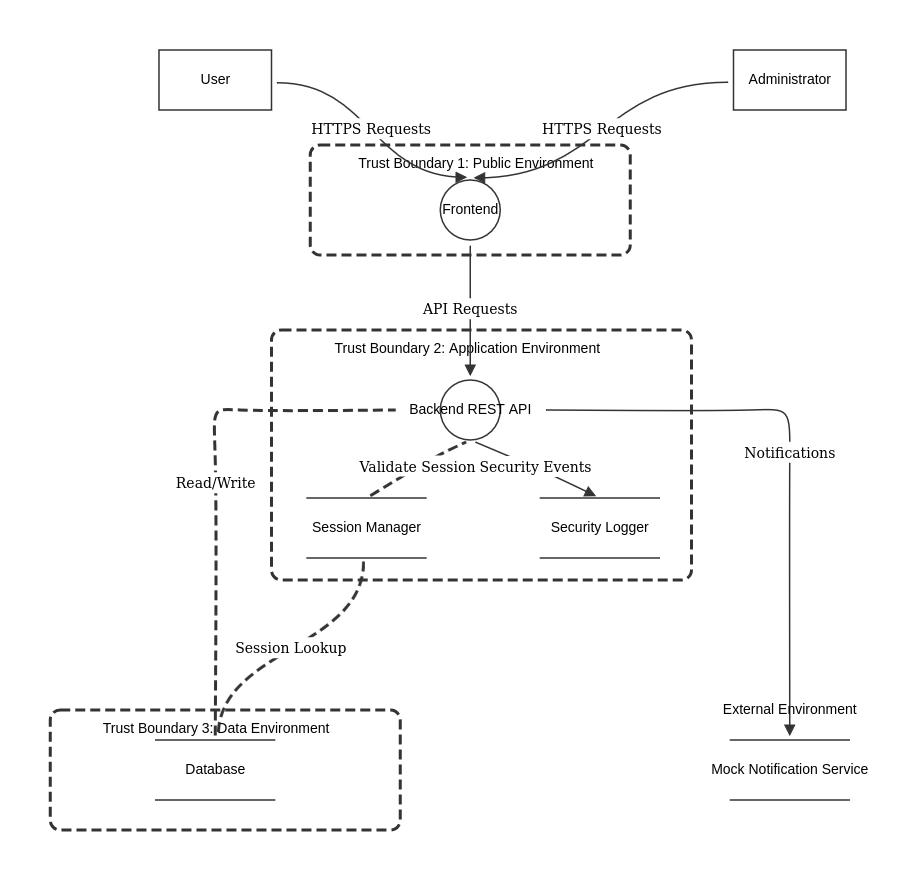 User
Administrator
HTTPS Requests
HTTPS Requests
Trust Boundary 1: Public Environment
Frontend
API Requests
Trust Boundary 2: Application Environment
Backend REST API
Notifications
Validate Session
Security Events
Read/Write
Session Manager
Security Logger
Session Lookup
External Environment
Trust Boundary 3: Data Environment
Database
Mock Notification Service